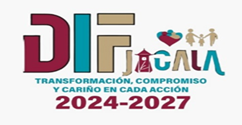 DIF
JACALA
TRANSFORMACIÓN, COMPROMISO
Y CARIÑO EN CADA ACCIÓN
2024-2027